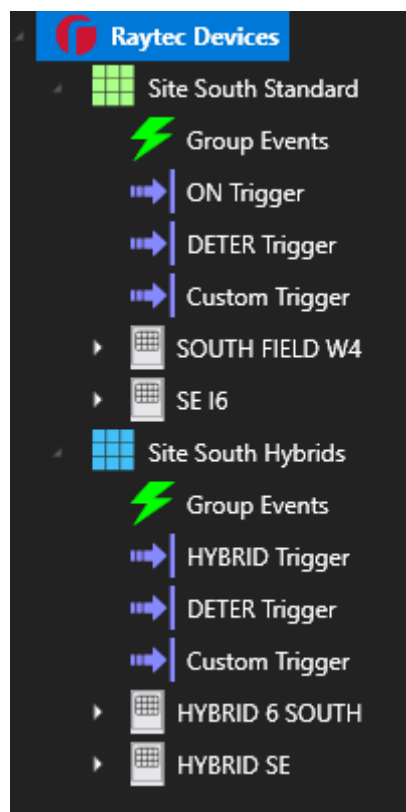 Raytec Devices
Site South Standard
Group Events
ON Trigger
DETER Trigger
Custom Trigger
SOUTH FIELD W4
SE I6
Site South Hybrids
Group Events
HYBRID Trigger
DETER Trigger
Custom Trigger
HYBRID 6 SOUTH
HYBRID SE